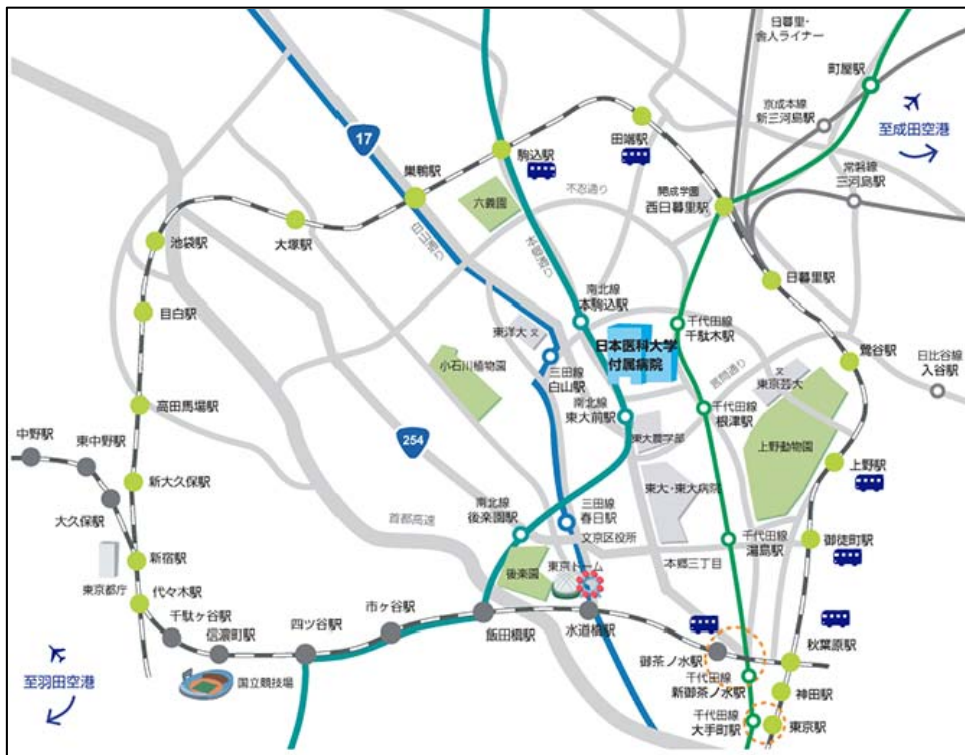 日暮里・
舎人ライナー
町屋駅
京成本線
新三河島駅
至成田空港
田端駅
17
駒込駅
巣鴨駅
常磐線
三河島駅
開成学園
西日暮里駅
不忍通り
六義園
大塚駅
池袋駅
白山通り
本郷通り
日暮里駅
南北線
本駒込駅
目白駅
千代田線
千駄木駅
東洋大 文
日本医科大学
付属病院
鶯谷駅
小石川植物園
三田線
白山駅
言問通り
文
東京芸大
日比谷線
入谷駅
高田馬場駅
南北線
東大前駅
千代田線
根津駅
中野駅
東中野駅
254
東大農学部
上野動物園
上野駅
新大久保駅
東大・東大病院
大久保駅
南北線
後楽園駅
三田線
春日駅
首都高速
文京区役所
千代田線
湯島駅
御徒町駅
新宿駅
本郷三丁目
東京都庁
後楽園
東京ドーム
代々木駅
千駄ヶ谷駅
信濃町駅
四ツ谷駅
市ヶ谷駅
飯田橋駅
水道橋駅
秋葉原駅
御茶ノ水駅
至羽田空港
国立競技場
千代田線
新御茶ノ水駅
神田駅
千代田線
大手町駅
東京駅